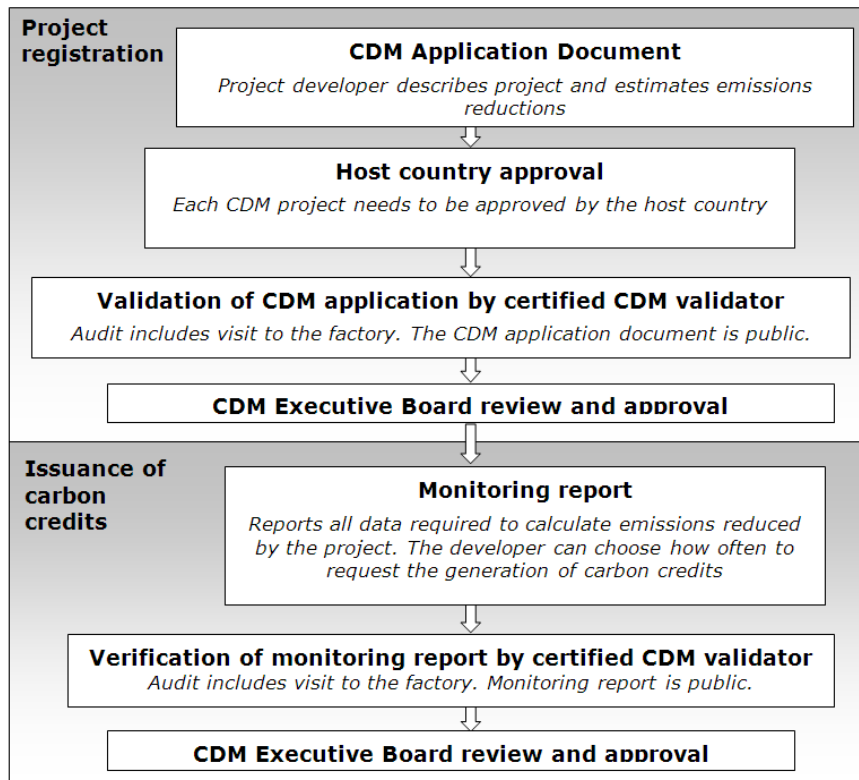 Project
registration
CDM Application Document
Project developer describes project and estimates emissions
reductions
Host country approval
Each CDM project needs to be approved by the host country
Validation of CDM application by certified CDM validator
Audit includes visit to the factory. The CDM application document is public.
CDM Executive Board review and approval
Issuance of
carbon
credits
Monitoring report
Reports all data required to calculate emissions reduced
by the project. The developer can choose how often to
request the generation of carbon credits
Verification of monitoring report by certified CDM validator
Audit includes visit to the factory. Monitoring report is public.
CDM Executive Board review and approval